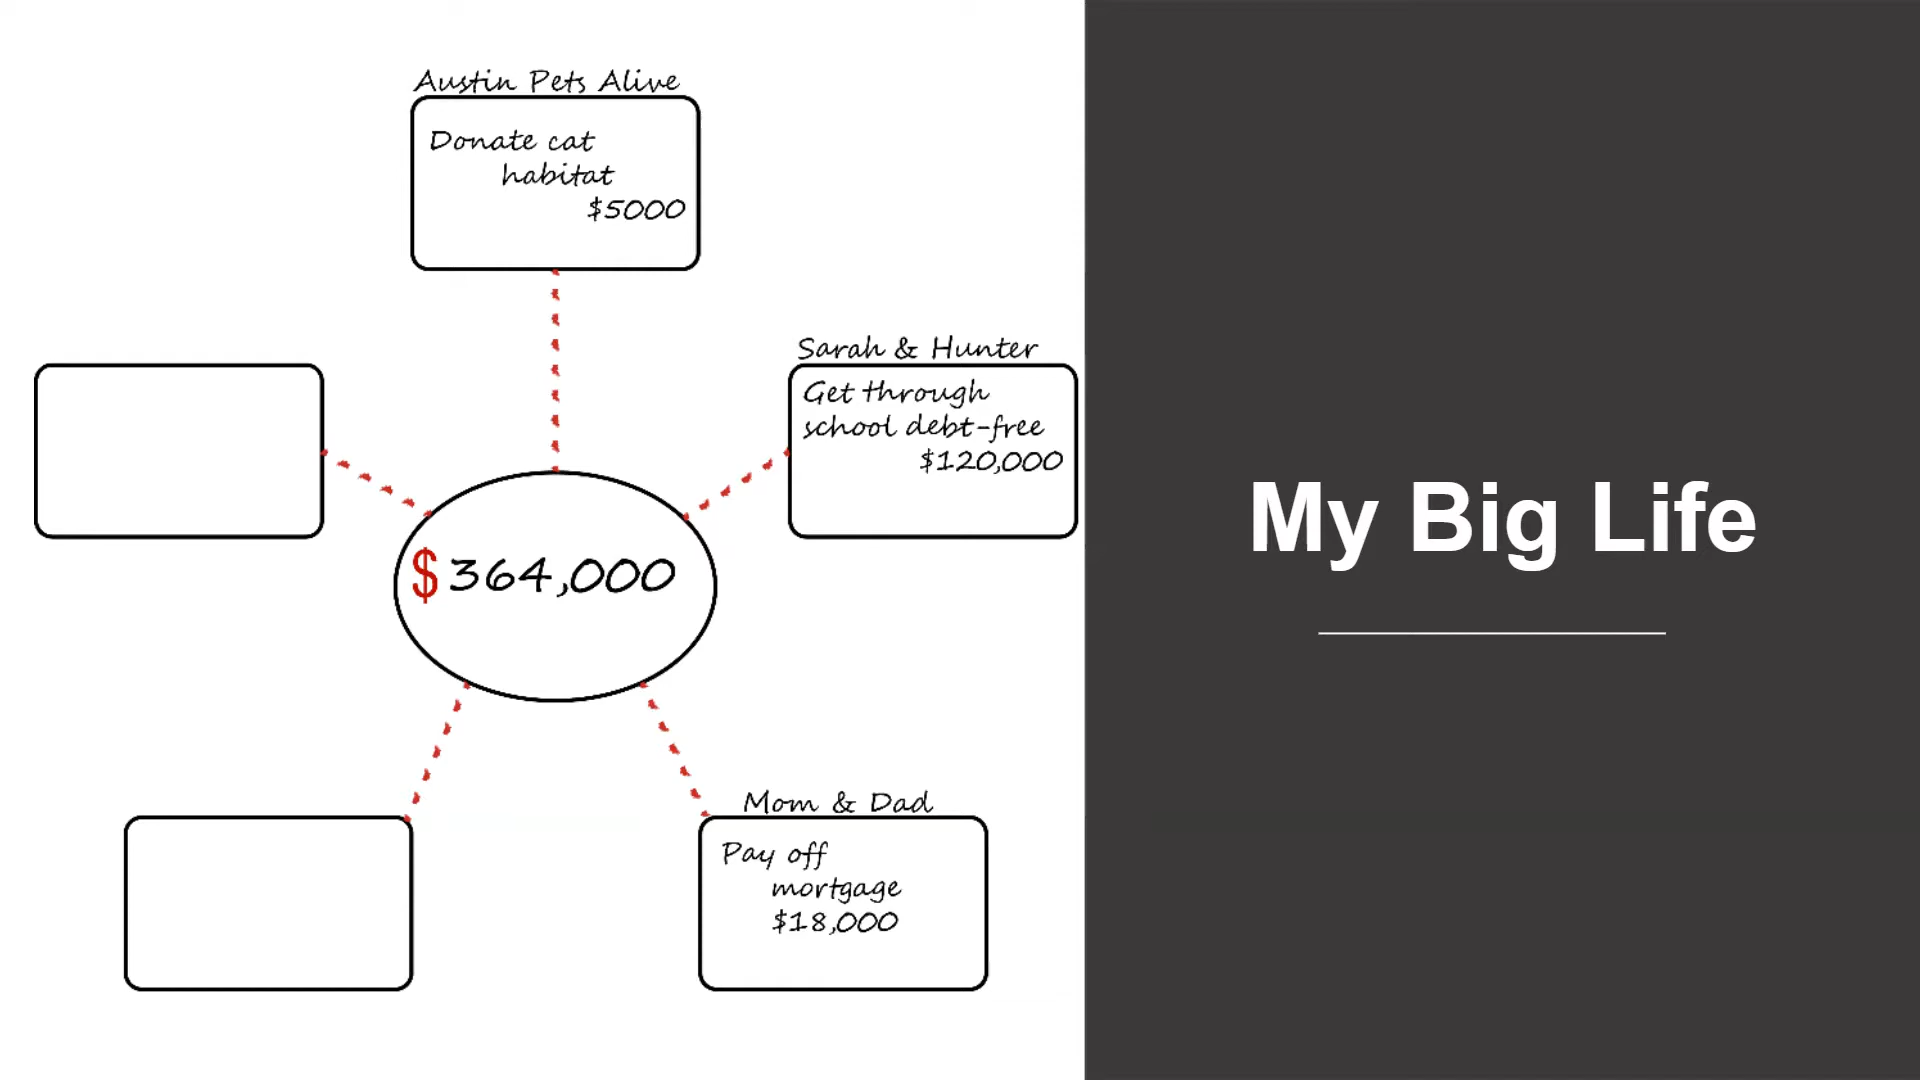 Austin Pets Alive
Donate cat
habitat
$5000
Sarah & Hunter
Get through
school debt-free
$120,000
$364,000
Mom & Dad
Pay off
mortgage
$18,000
My Big Life